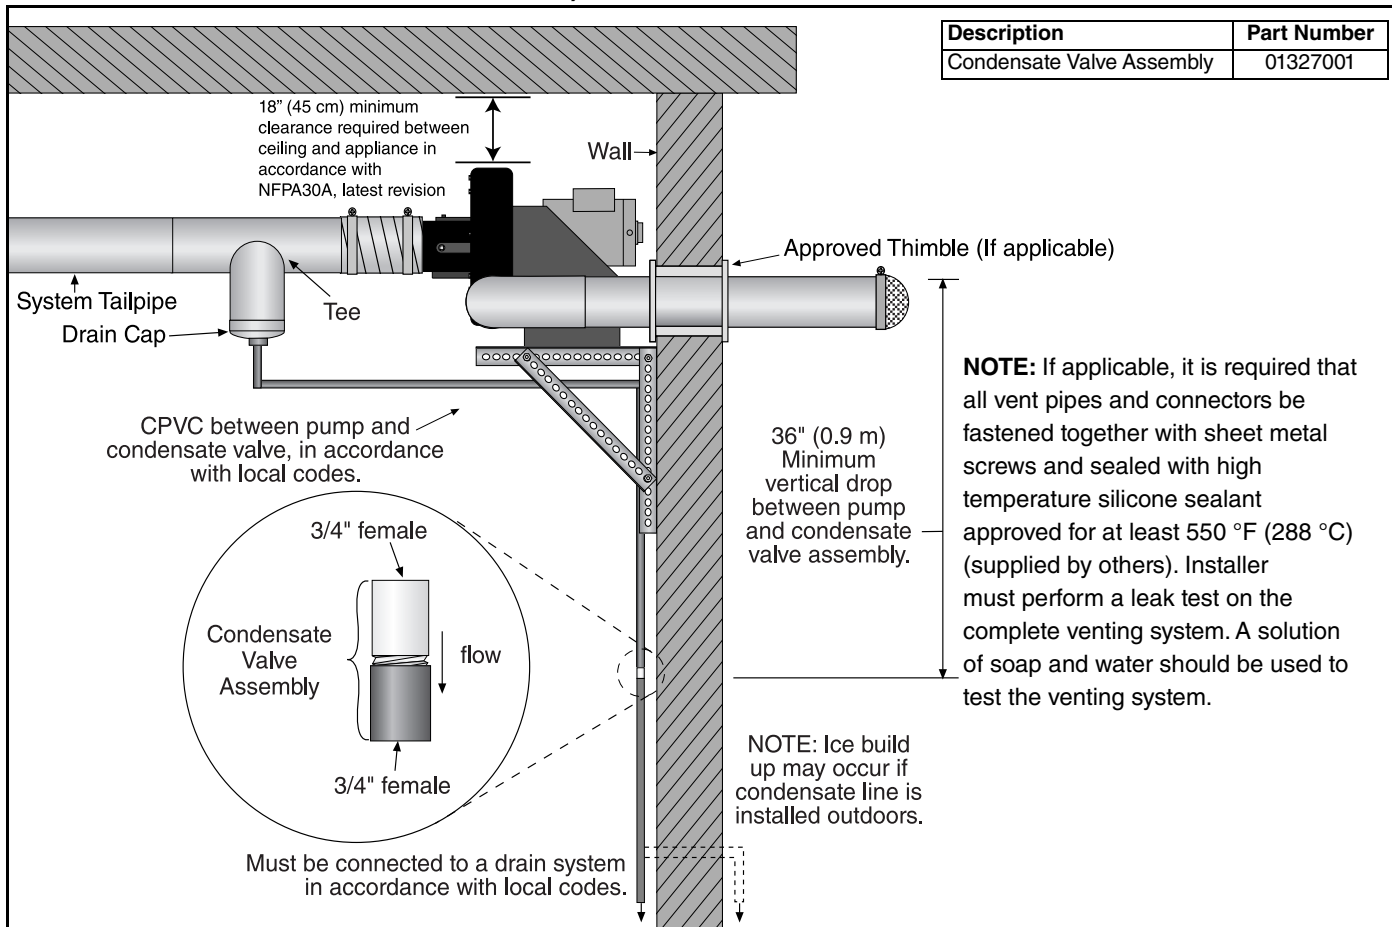 Description Part Number
Condensate Valve Assembly 01327001
18” (45 cm) minimum
clearance required between
ceiling and appliance in
accordance with
NFPA30A, latest revision
Wall
Approved Thimble (If applicable)
System Tailpipe
Tee
Drain Cap
CPVC between pump and
condensate valve, in accordance
with local codes.
36" (0.9 m)
Minimum
vertical drop
between pump
and condensate
valve assembly.
NOTE: If applicable, it is required that
all vent pipes and connectors be
fastened together with sheet metal
screws and sealed with high
temperature silicone sealant
approved for at least 550 °F (288 °C)
(supplied by others). Installer
must perform a leak test on the
complete venting system. A solution
of soap and water should be used to
test the venting system.
3/4" female
Condensate
Valve
Assembly
flow
3/4" female
NOTE: Ice build
up may occur if
condensate line is
installed outdoors.
Must be connected to a drain system
in accordance with local codes.